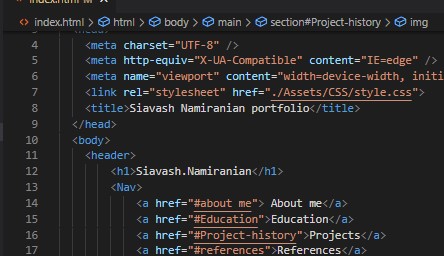 index.html M
index.html > html > body > main > section#Project-history > img
3 <head>
4 <meta charset="UTF-8" />
5 <meta http-equiv="X-UA-Compatible" content="IE=edge" />
6 <meta name="viewport" content="width=device-width, initi
7 <link rel="stylesheet" href="./Assets/CSS/style.css">
8 <title>Siavash Namiranian portfolio</title>
9 </head>
10 <body>
11 <header>
12 <h1>Siavash.Namiranian</h1>
13 <Nav>
14 <a href="#about me"> About me</a>
15 <a href="#Education">Education</a>
16 <a href="#Project-history">Projects</a>
17 <a href="#references">References</a>